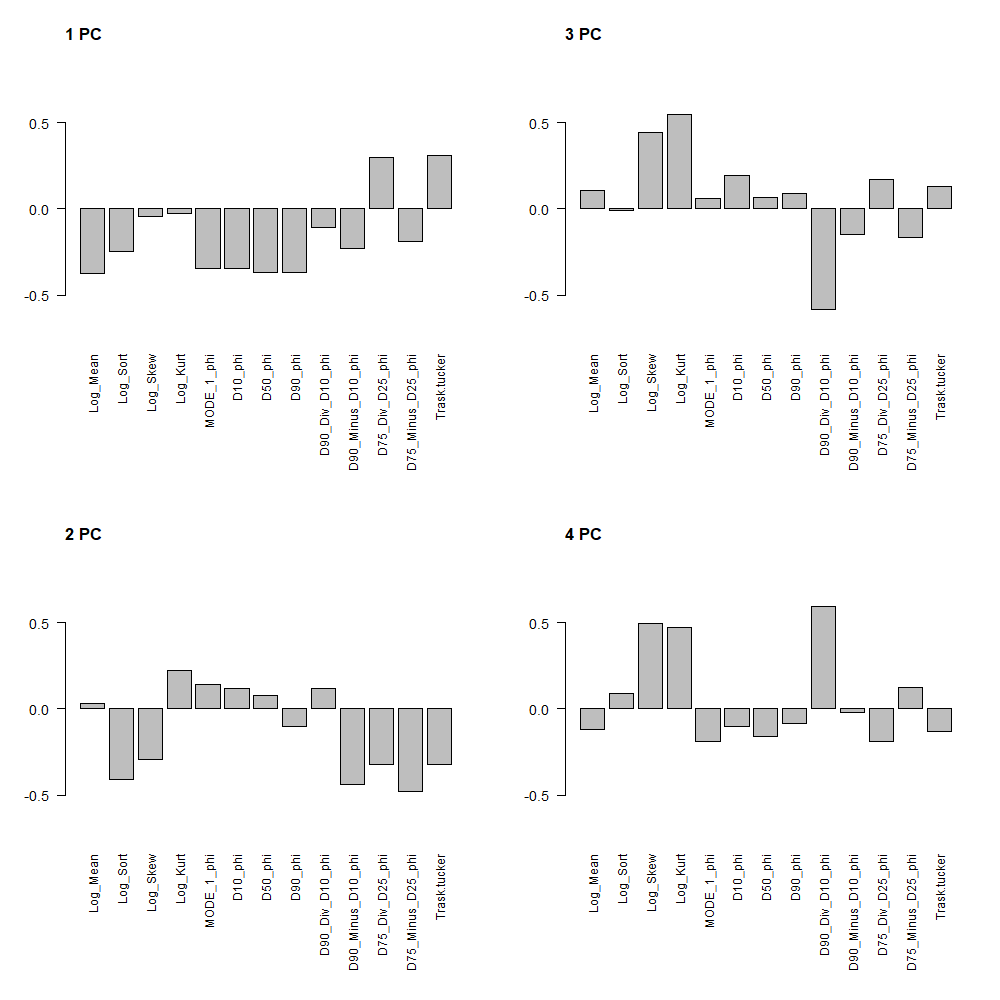 1 PC
0.5
0.0
-0.5
Log_Mean
Log_Sort
Log_Skew
Log_Kurt
MODE_1_phi
D10_phi
D50_phi
D90_phi
D90_Div_D10_phi
D90_Minus_D10_phi
D75_Div_D25_phi
D75_Minus_D25_phi
Trask.tucker
3 PC
0.5
0.0
-0.5
Log_Mean
Log_Sort
Log_Skew
Log_Kurt
MODE_1_phi
D10_phi
D50_phi
D90_phi
D90_Div_D10_phi
D90_Minus_D10_phi
D75_Div_D25_phi
D75_Minus_D25_phi
Trask.tucker
2 PC
0.5
0.0
-0.5
Log_Mean
Log_Sort
Log_Skew
Log_Kurt
MODE_1_phi
D10_phi
D50_phi
D90_phi
D90_Div_D10_phi
D90_Minus_D10_phi
D75_Div_D25_phi
D75_Minus_D25_phi
Trask.tucker
4 PC
0.5
0.0
-0.5
Log_Mean
Log_Sort
Log_Skew
Log_Kurt
MODE_1_phi
D10_phi
D50_phi
D90_phi
D90_Div_D10_phi
D90_Minus_D10_phi
D75_Div_D25_phi
D75_Minus_D25_phi
Trask.tucker